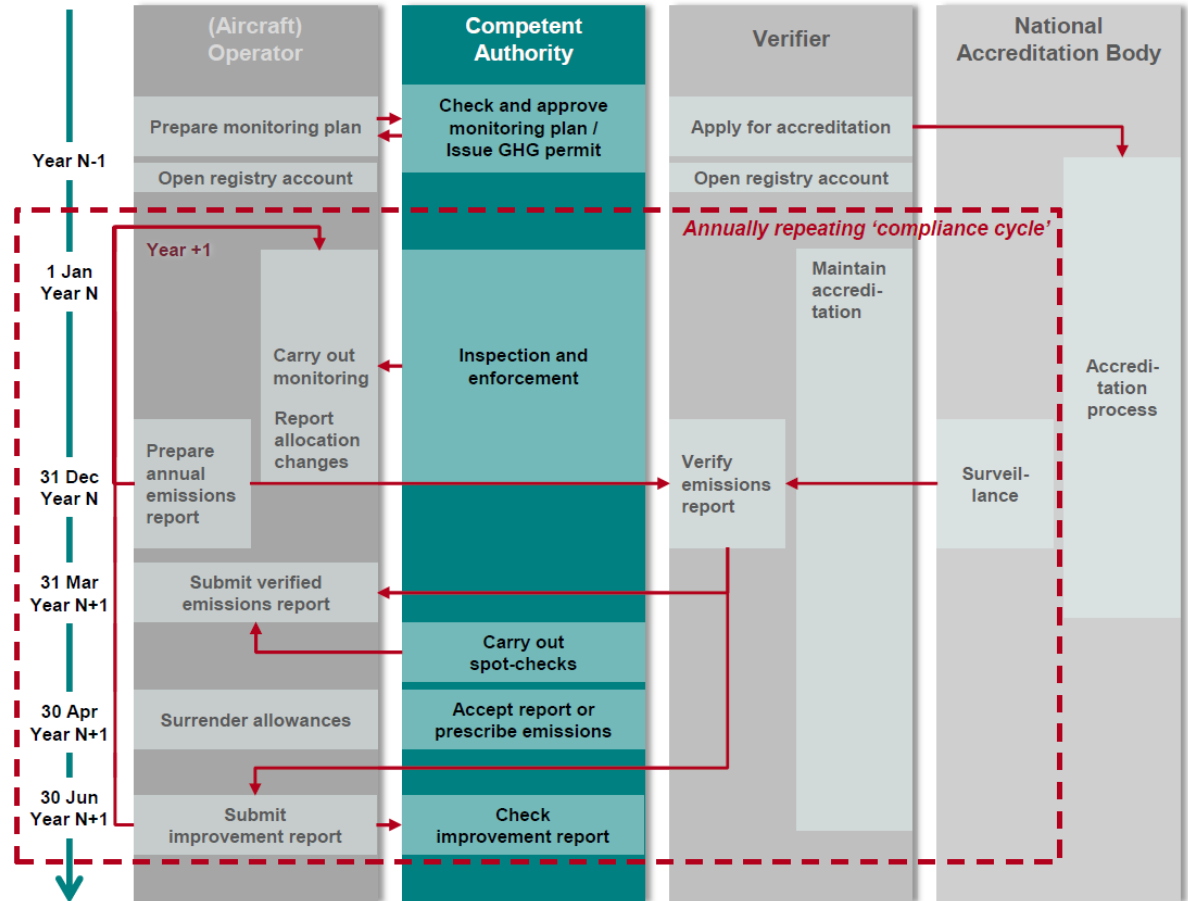 (Aircraft)
Operator
Competent
Authority
Verifier
National
Accreditation Body
Year N-1
Prepare monitoring plan
Check and approve
monitoring plan /
Issue GHG permit
Apply for accreditation
Open registry account
Open registry account
Annually repeating ‘compliance cycle’
Year +1
1 Jan
Year N
Maintain
accredi-
tation
Carry out
monitoring
Report
allocation
changes
Inspection and
enforcement
Accredi-
tation
process
31 Dec
Year N
Prepare
annual
emissions
report
Verify
emissions
report
Surveil-
lance
31 Mar
Year N+1
Submit verified
emissions report
Carry out
spot-checks
30 Apr
Year N+1
Surrender allowances
Accept report or
prescribe emissions
30 Jun
Year N+1
Submit
improvement report
Check
improvement report